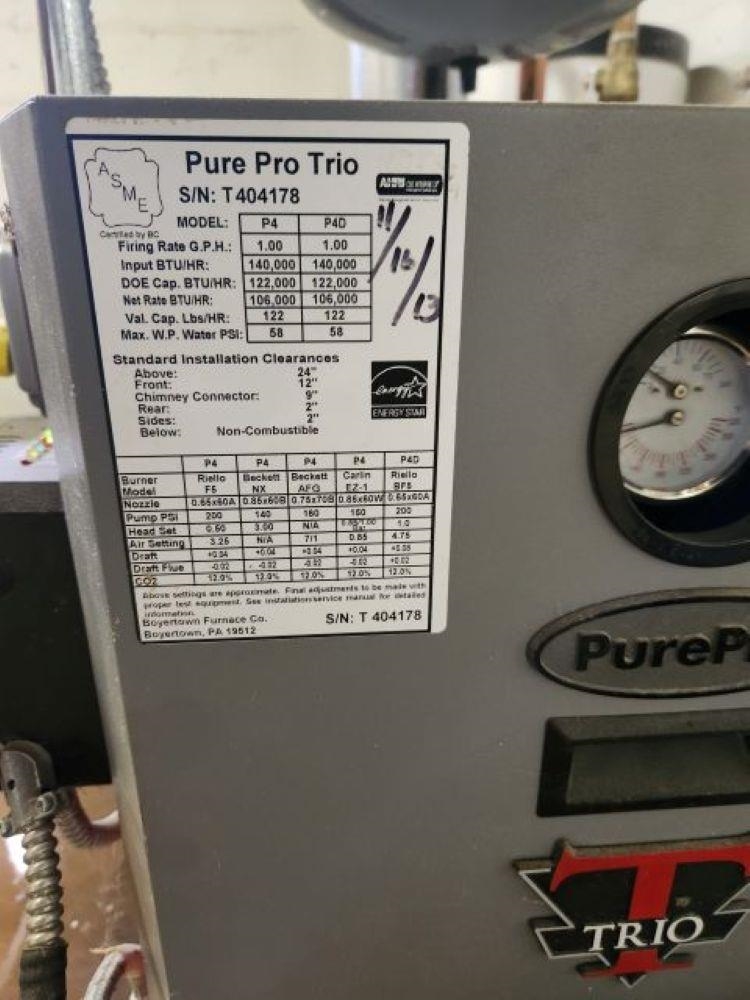 ASME
Certified by BC
Pure Pro Trio
S/N: T404178
MODEL: P4 P4D
Firing Rate G.P.H.: 1.00 1.00
Input BTU/HR: 140,000 140,000
DOE Cap. BTU/HR: 122,000 122,000
Net Rate BTU/HR: 106,000 106,000
Val. Cap. Lbs/HR: 122 122
Max. W.P. Water PSI: 58 58
11/16/13
Standard Installation Clearances
Above: 24"
Front: 12"
Chimney Connector: 9"
Rear: 2"
Sides: 2"
Below: Non-Combustible
energy
ENERGY STAR
P4 P4 P4 P4 P4D
Burner Model Riello F5 Beckett NX Beckett AFG Carlin EZ-1 Riello BF5
Nozzle 0.65x60A 0.85x60B 0.75x70B 0.85x60W 0.65x60A
Pump PSI 200 140 150 200
Head Set 0.50 3.00 N/A 1.0
Air Setting 3.25 N/A 7/1 0.85 4.75
Draft +0.04 +0.04 +0.04
Draft Flue -0.02 -0.02 -0.02 -0.02 +0.02
CO2 12.0% 12.0% 12.0% 12.0% 12.0%
Above settings are approximate. Final adjustments to be made with
proper test equipment. See installation/service manual for detailed
information.
Boyertown Furnace Co.
Boyertown, PA 19512
S/N: T 404178
PureP
T
TRIO